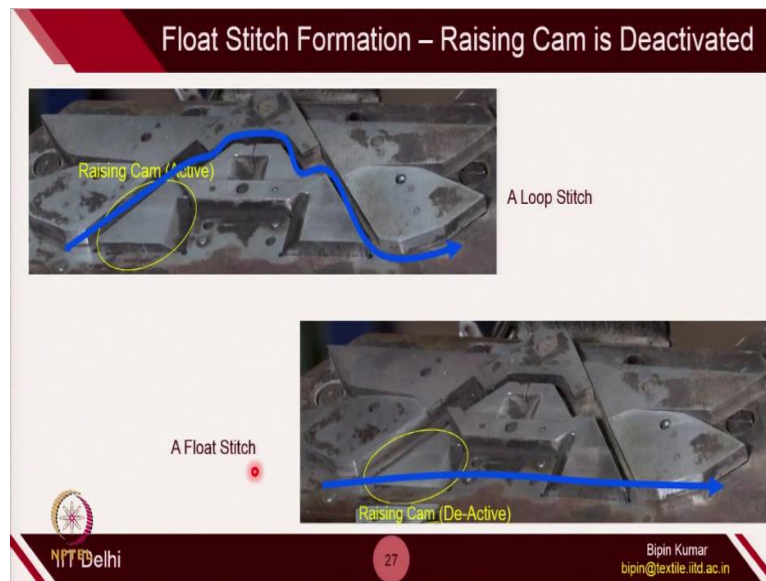 Float Stitch Formation – Raising Cam is Deactivated
Raising Cam (Active)
A Loop Stitch
A Float Stitch
Raising Cam (De-Active)
NPTEL
IIT Delhi
27
Bipin Kumar
bipin@textile.iitd.ac.in